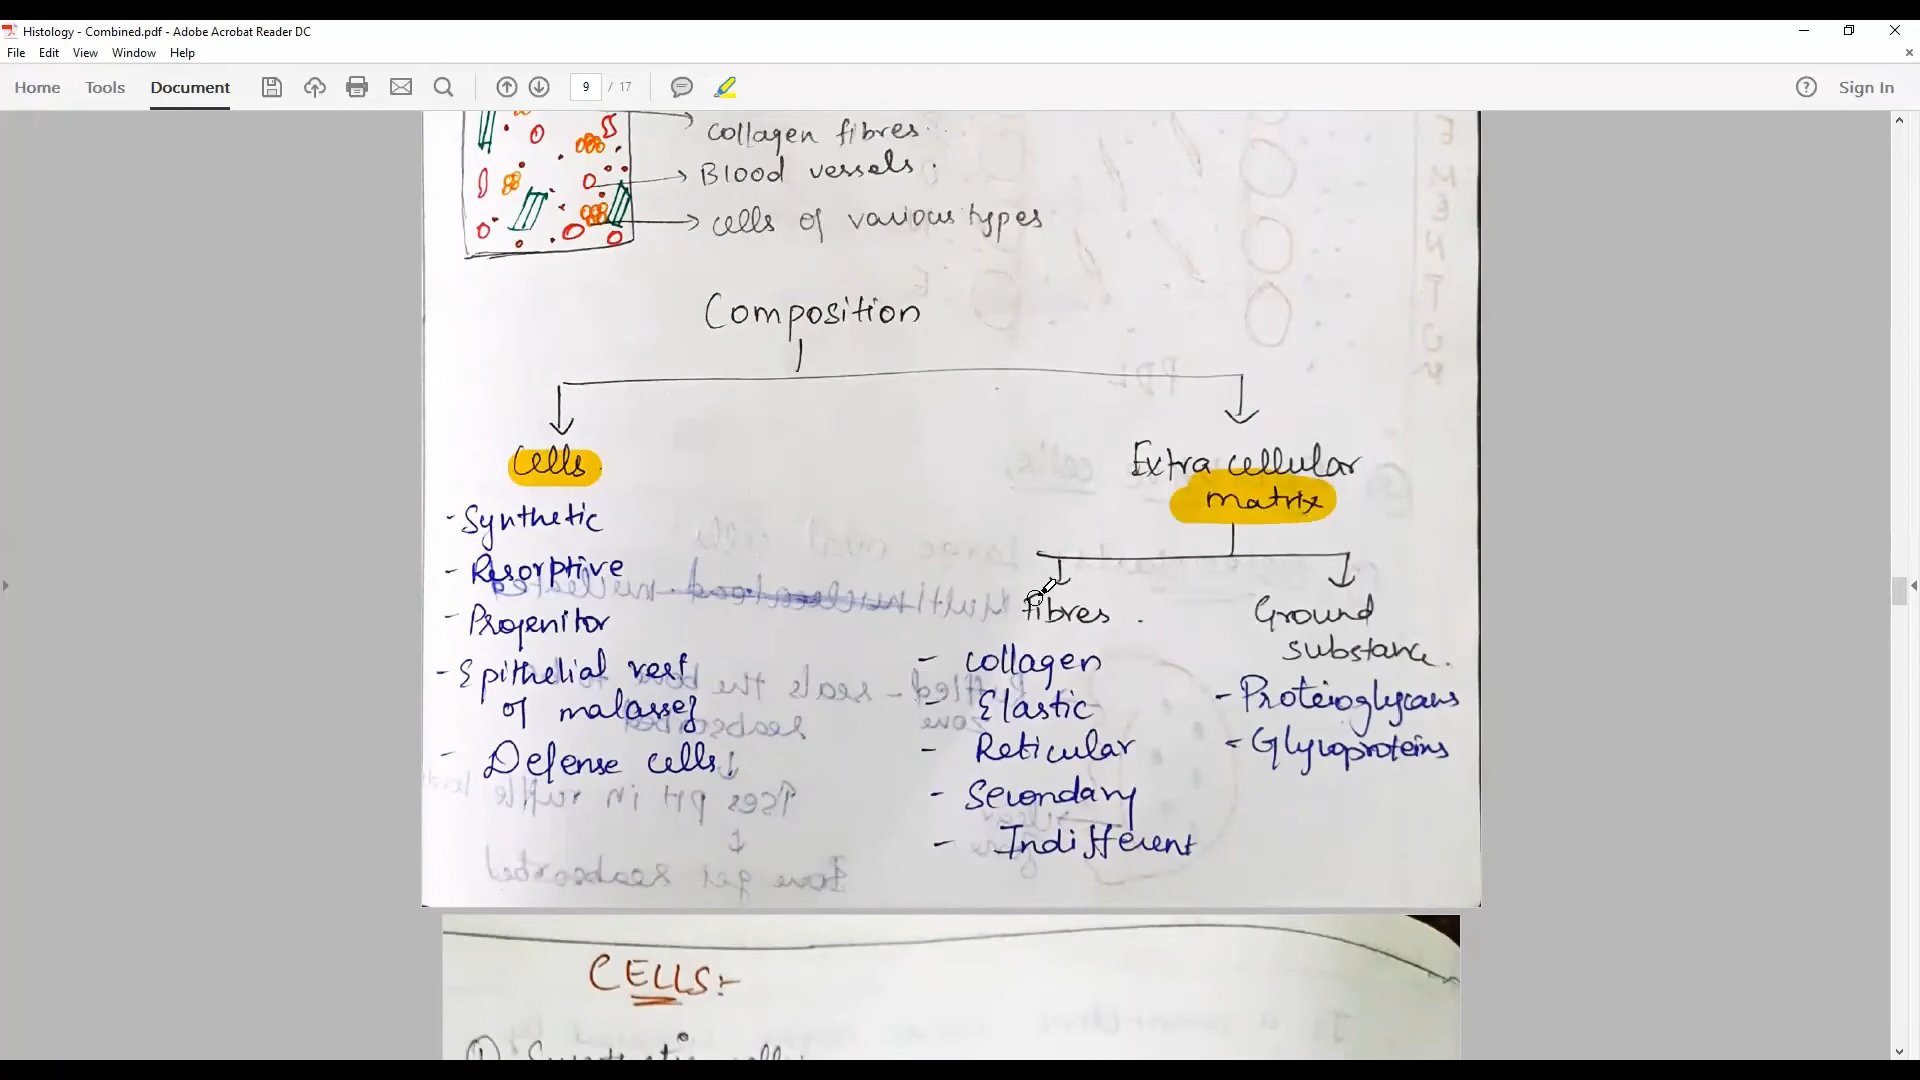 Histology - Combined.pdf - Adobe Acrobat Reader DC
File Edit View Window Help
Home Tools Document 9 / 17 Sign In
collagen fibres
Blood vessels
cells of various types
Composition
Cells
Extra cellular
matrix
- Synthetic
- Resorptive
- Progenitor
- Epithelial rest
of malassez
- Defense cells
fibres
- collagen
- Elastic
- Reticular
- Secondary
- Indifferent
Ground
substance
- Proteioglycans
- Glycoproteins
CELLS:-